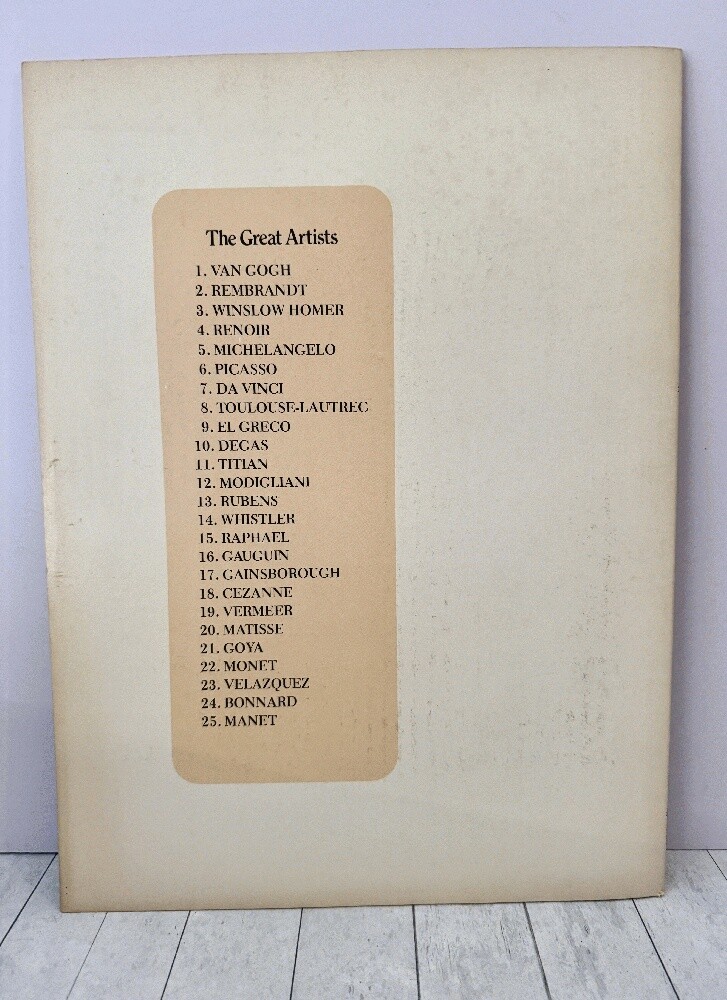 The Great Artists
1. VAN GOGH
2. REMBRANDT
3. WINSLOW HOMER
4. RENOIR
5. MICHELANGELO
6. PICASSO
7. DA VINCI
8. TOULOUSE-LAUTREC
9. EL GRECO
10. DEGAS
11. TITIAN
12. MODIGLIANI
13. RUBENS
14. WHISTLER
15. RAPHAEL
16. GAUGUIN
17. GAINSBOROUGH
18. CEZANNE
19. VERMEER
20. MATISSE
21. GOYA
22. MONET
23. VELAZQUEZ
24. BONNARD
25. MANET